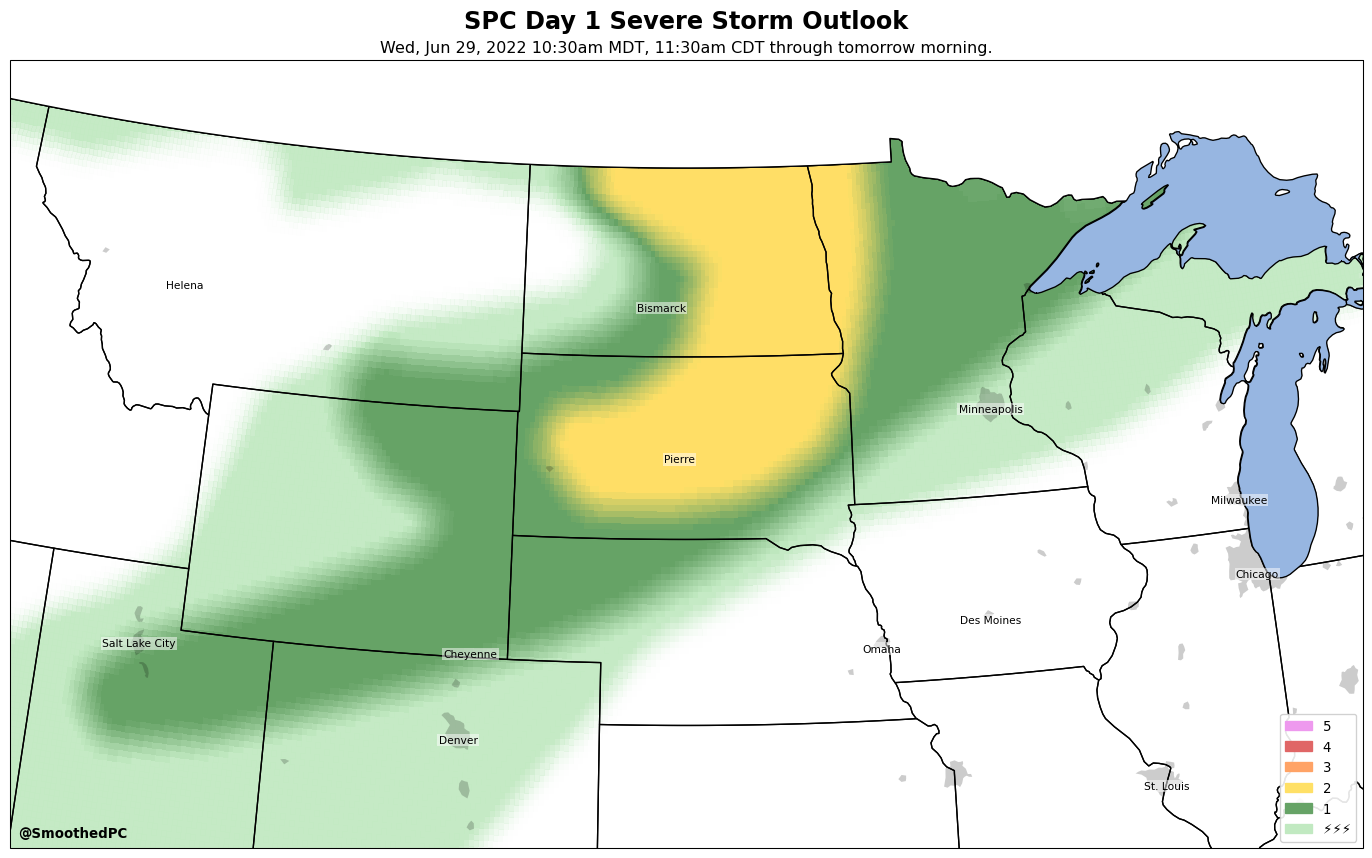 SPC Day 1 Severe Storm Outlook
Wed, Jun 29, 2022 10:30am MDT, 11:30am CDT through tomorrow morning.
Helena
Bismarck
Minneapolis
Pierre
Milwaukee
Chicago
Des Moines
Salt Lake City
Omaha
Cheyenne
Denver
St. Louis
5
4
3
2
1
⚡⚡⚡
@SmoothedPC